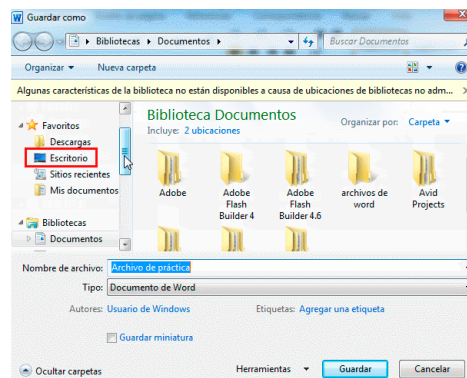 Guardar como
Bibliotecas ▸ Documentos ▸
Buscar Documentos
Organizar ▾ Nueva carpeta
Algunas características de la biblioteca no están disponibles a causa de ubicaciones de bibliotecas no adm...
Favoritos
Descargas
Escritorio
Sitios recientes
Mis documentos
Bibliotecas
Documentos
Biblioteca Documentos
Incluye: 2 ubicaciones
Organizar por: Carpeta ▾
Adobe
Adobe Flash Builder 4
Adobe Flash Builder 4.6
archivos de word
Avid Projects
Nombre de archivo: Archivo de práctica
Tipo: Documento de Word
Autores: Usuario de Windows
Etiquetas: Agregar una etiqueta
Guardar miniatura
Ocultar carpetas
Herramientas ▾
Guardar
Cancelar